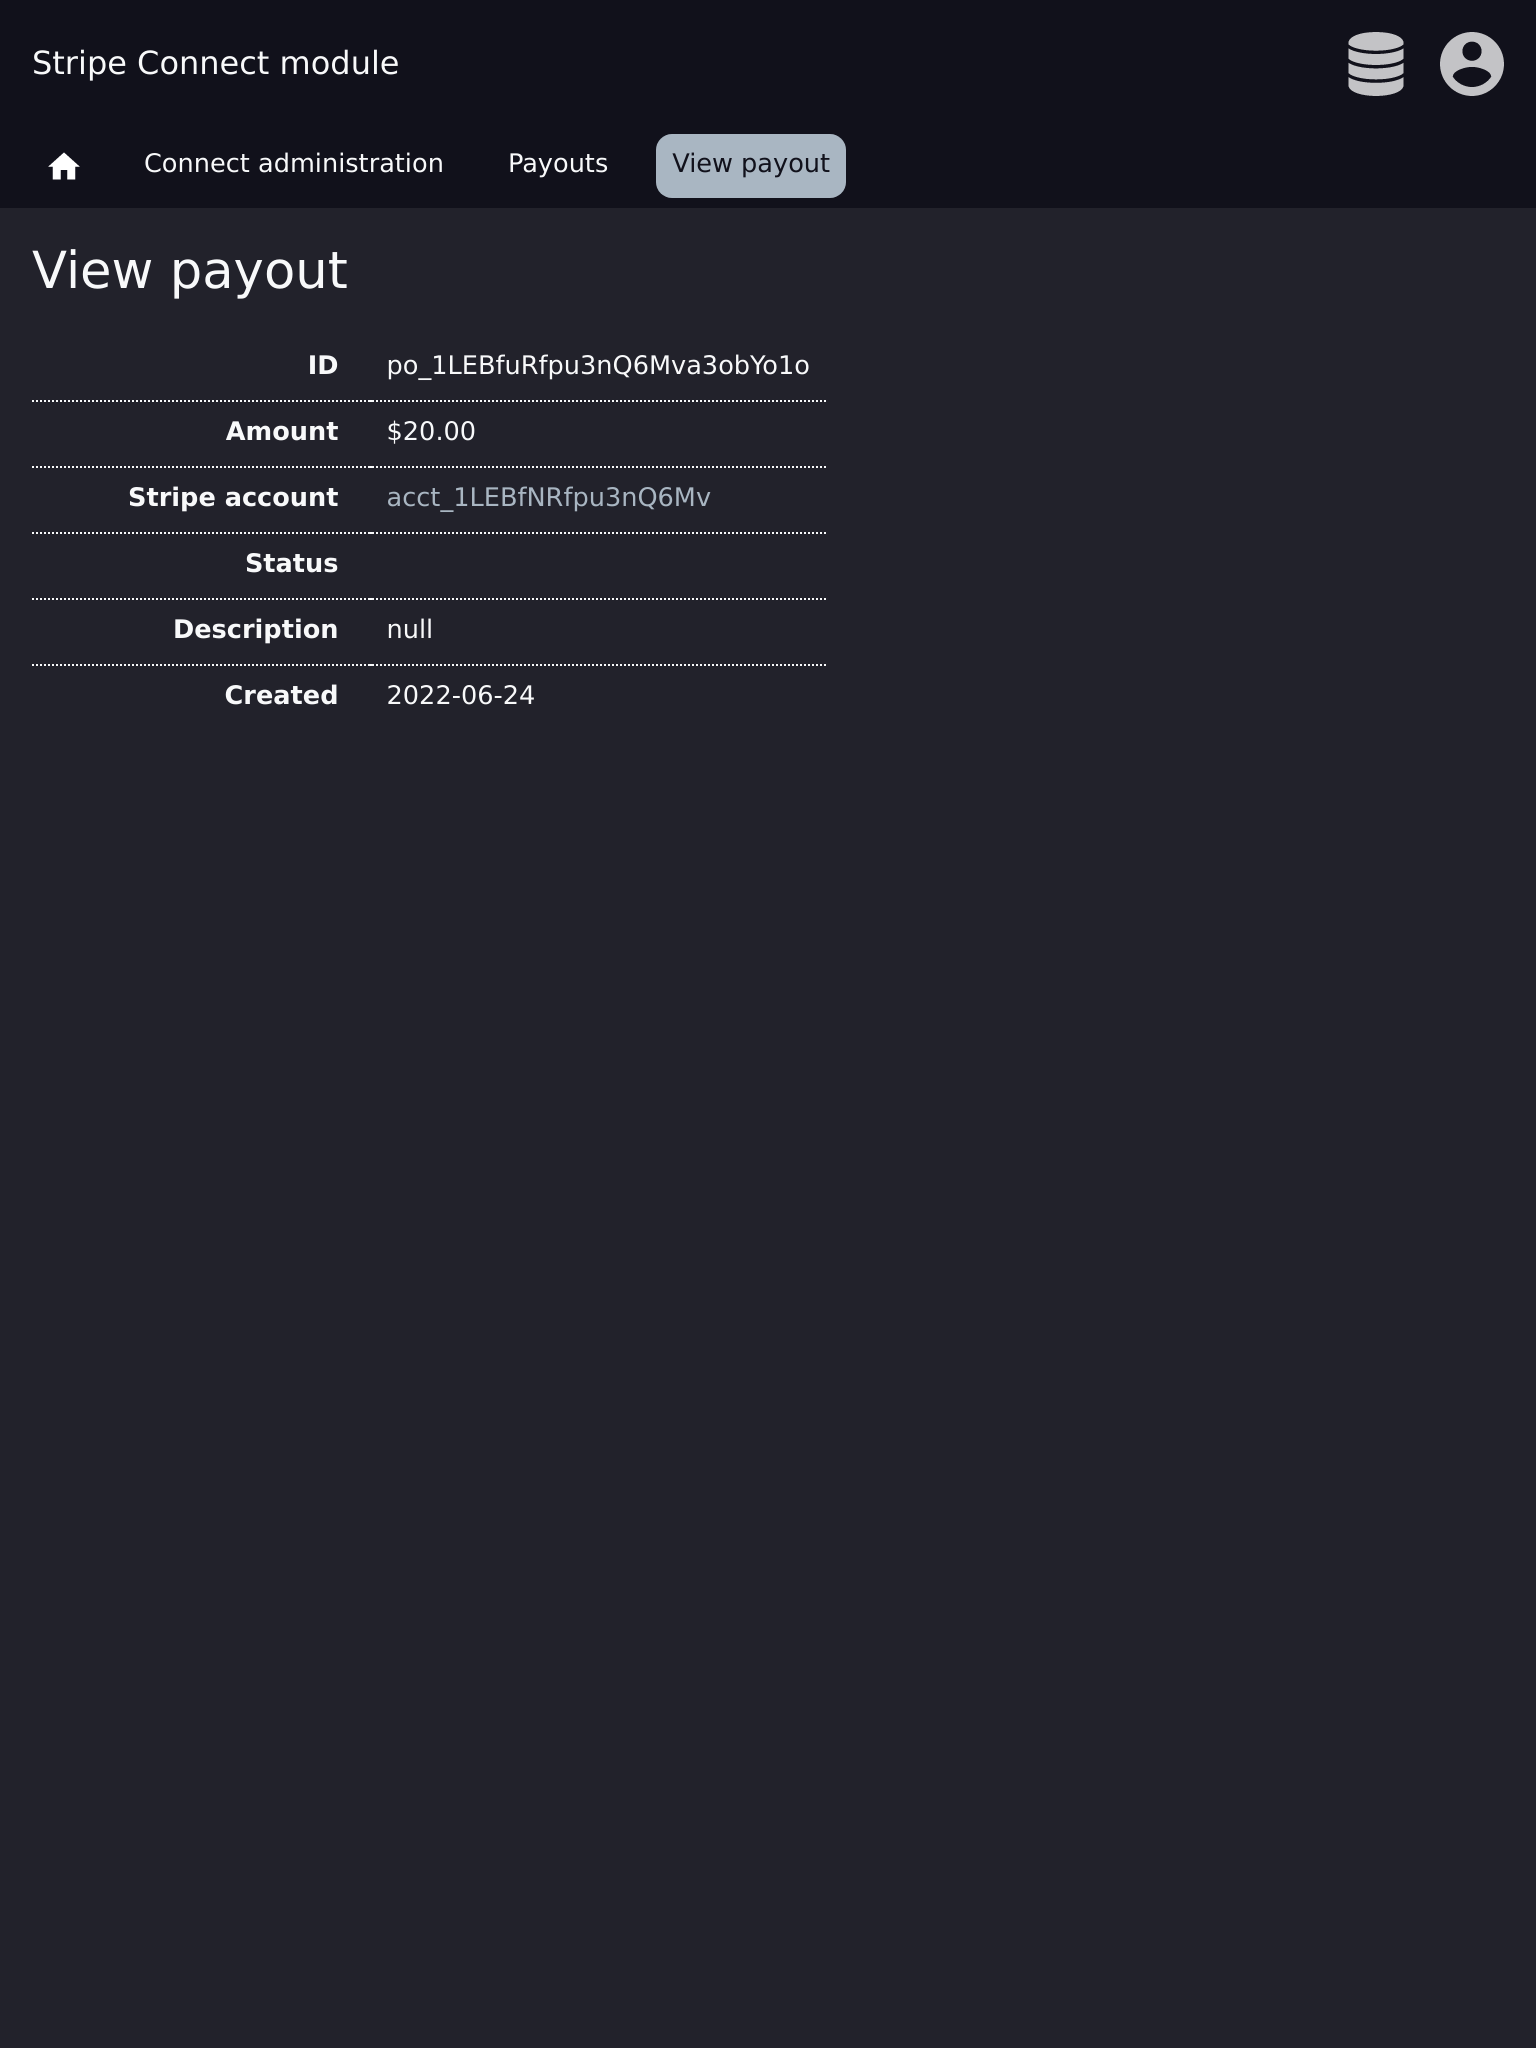 Stripe Connect module
Connect administration Payouts View payout
View payout
ID po_1LEBfuRfpu3nQ6Mva3obYo1o
Amount $20.00
Stripe account acct_1LEBfNRfpu3nQ6Mv
Status
Description null
Created 2022-06-24